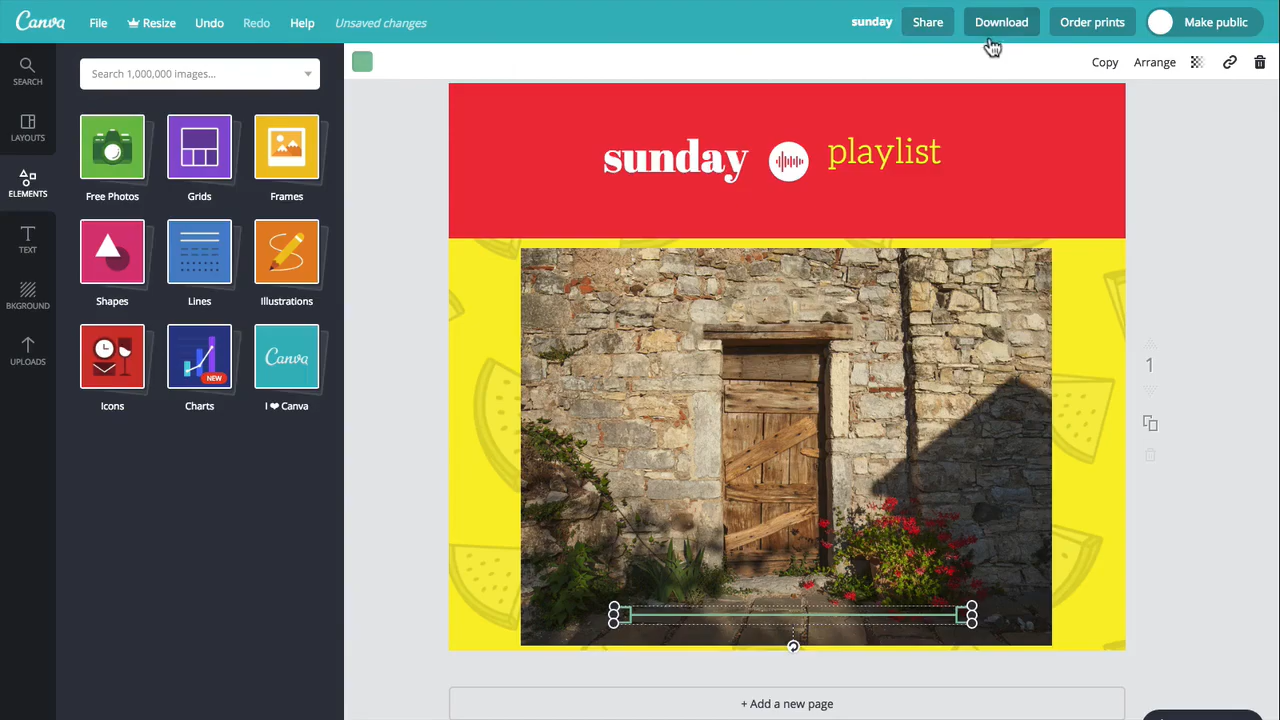 Canva
File
Resize
Undo
Redo
Help
Unsaved changes
sunday
Share
Download
Order prints
Make public
SEARCH
LAYOUTS
ELEMENTS
TEXT
BKGROUND
UPLOADS
Search 1,000,000 images...
Free Photos
Grids
Frames
Shapes
Lines
Illustrations
NEW
Canva
Icons
Charts
I ❤ Canva
Copy
Arrange
sunday
playlist
1
+ Add a new page